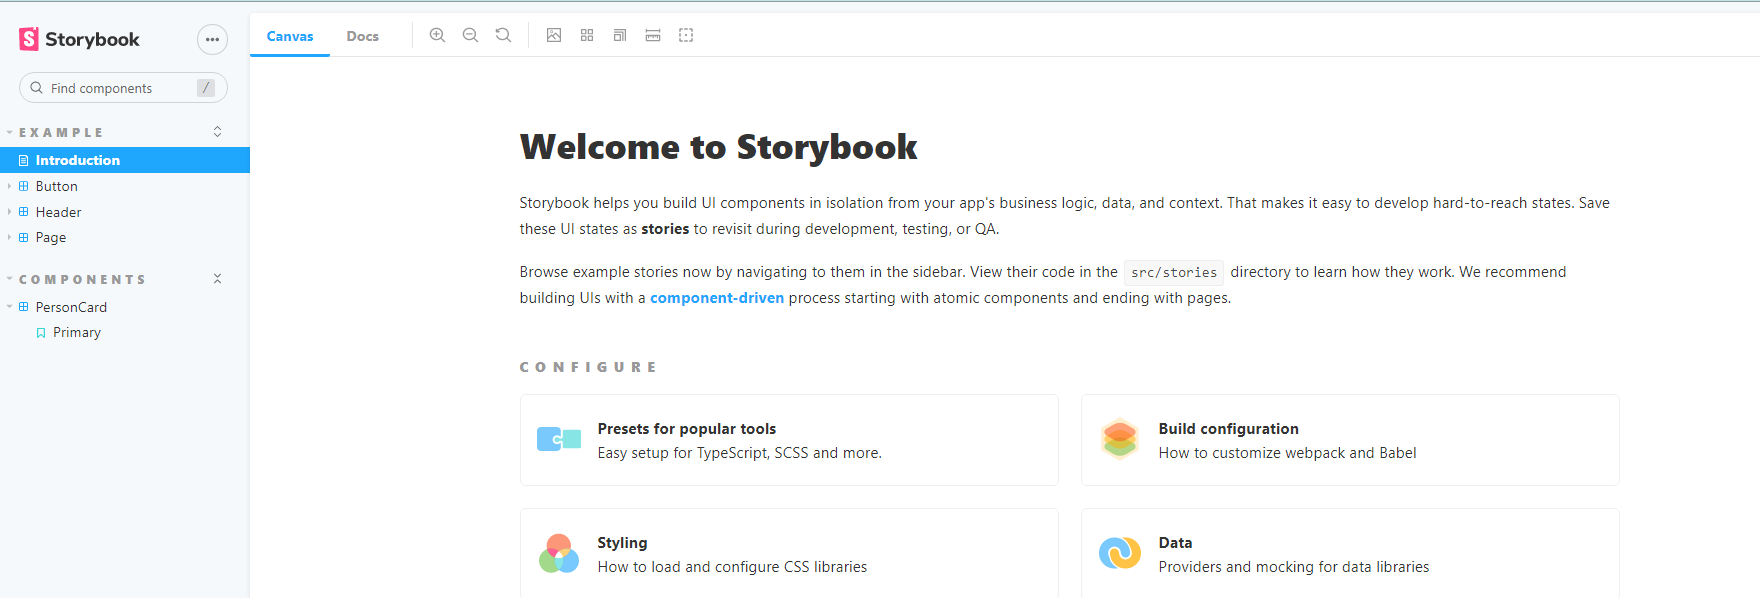 Storybook
Find components /
EXAMPLE
Introduction
Button
Header
Page
COMPONENTS
PersonCard
Primary
Canvas Docs
Welcome to Storybook
Storybook helps you build UI components in isolation from your app's business logic, data, and context. That makes it easy to develop hard-to-reach states. Save
these UI states as stories to revisit during development, testing, or QA.
Browse example stories now by navigating to them in the sidebar. View their code in the src/stories directory to learn how they work. We recommend
building UIs with a component-driven process starting with atomic components and ending with pages.
CONFIGURE
Presets for popular tools
Easy setup for TypeScript, SCSS and more.
Build configuration
How to customize webpack and Babel
Styling
How to load and configure CSS libraries
Data
Providers and mocking for data libraries